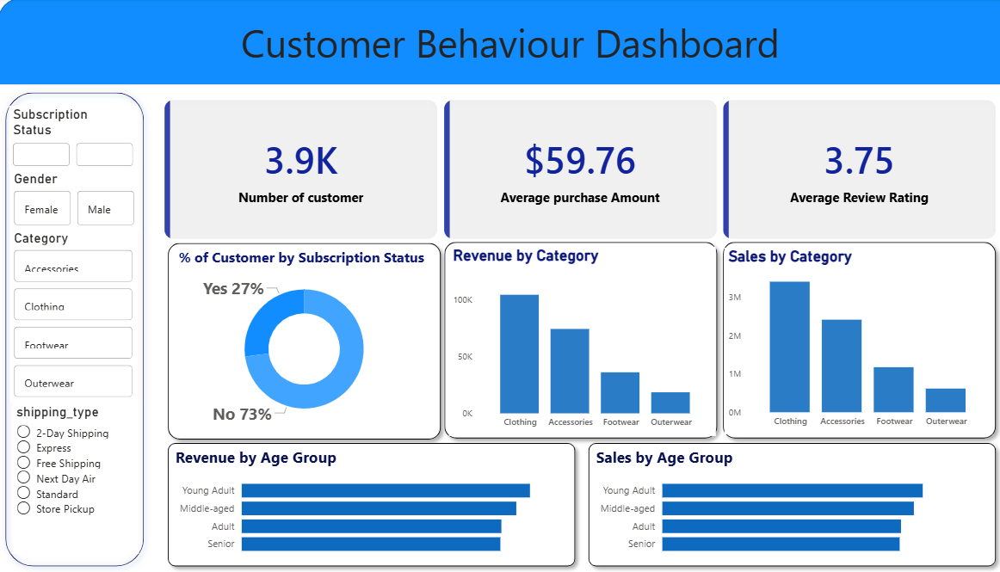 Customer Behaviour Dashboard
Subscription
Status
Gender
Female
Male
Category
Accessories
Clothing
Footwear
Outerwear
shipping_type
2-Day Shipping
Express
Free Shipping
Next Day Air
Standard
Store Pickup
3.9K
Number of customer
$59.76
Average purchase Amount
3.75
Average Review Rating
% of Customer by Subscription Status
Yes 27%
No 73%
Revenue by Category
100K
50K
0K
Clothing
Accessories
Footwear
Outerwear
Sales by Category
3M
2M
1M
0M
Clothing
Accessories
Footwear
Outerwear
Revenue by Age Group
Young Adult
Middle-aged
Adult
Senior
Sales by Age Group
Young Adult
Middle-aged
Adult
Senior